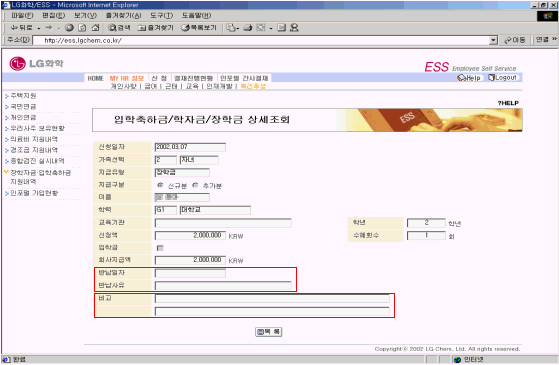 LG화학/ESS - Microsoft Internet Explorer
파일(F) 편집(E) 보기(V) 즐겨찾기(A) 도구(T) 도움말(H)
뒤로 검색 즐겨찾기 목록보기
주소(D) http://ess.lgchem.co.kr/ 이동 연결 »
LG화학
ESS Employee Self Service
HOME MY HR 정보 | 신청 | 결재진행현황 | 인포멀 간사결재
Help Logout
개인사항 | 급여 | 근태 | 교육 | 인재개발 | 복리후생
주택지원
국민연금
개인연금
우리사주 보유현황
의료비 지원내역
경조금 지원내역
종합검진 실시내역
장학자금·입학축하금
지원내역
인포멀 가입현황
?HELP
입학축하금/학자금/장학금 상세조회
ESS
신청일자 2002.03.07
가족선택 2 자녀
지급유형 장학금
지급구분 신규분 추가분
이름
학력 G1 대학교
교육기관 학년 2 학년
신청액 2,000,000 KRW 수혜횟수 1 회
입학금
회사지급액 2,000,000 KRW
반납일자
반납사유
비고
목록
Copyright © 2002 LG Chem, Ltd. All rights reserved.
완료 인터넷